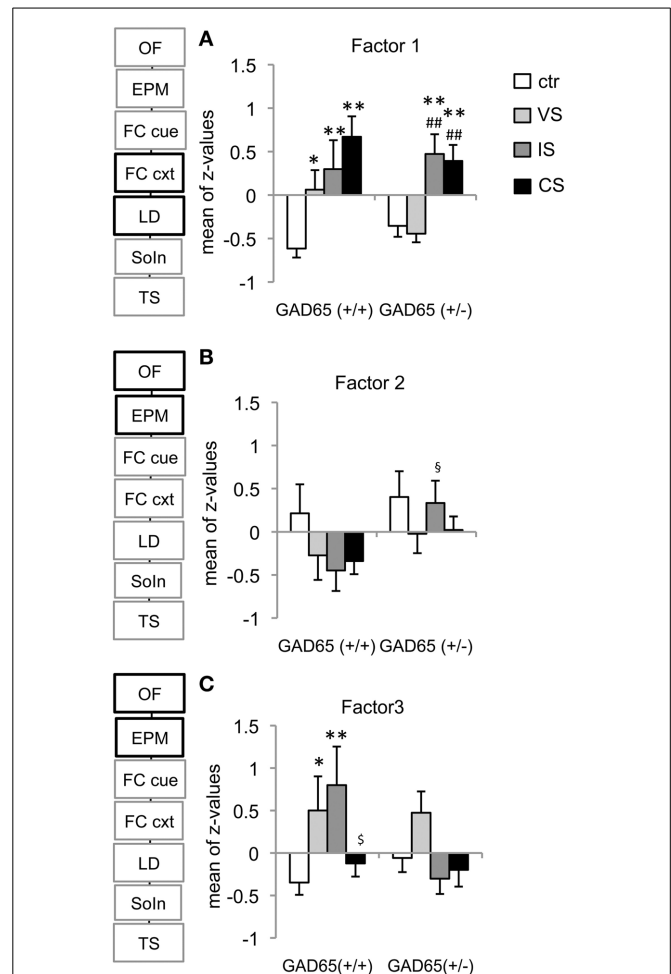 A
Factor 1
OF
EPM
FC cue
FC cxt
LD
SoIn
TS
mean of z-values
1.5
1
0.5
0
-0.5
-1
* ** ** ** **
## ##
GAD65 (+/+) GAD65 (+/-)
ctr
VS
IS
CS
B
Factor 2
OF
EPM
FC cue
FC cxt
LD
SoIn
TS
mean of z-values
1.5
1
0.5
0
-0.5
-1
§
GAD65 (+/+) GAD65 (+/-)
C
Factor3
OF
EPM
FC cue
FC cxt
LD
SoIn
TS
mean of z-values
1.5
1
0.5
0
-0.5
-1
* **
$
GAD65(+/+) GAD65(+/-)